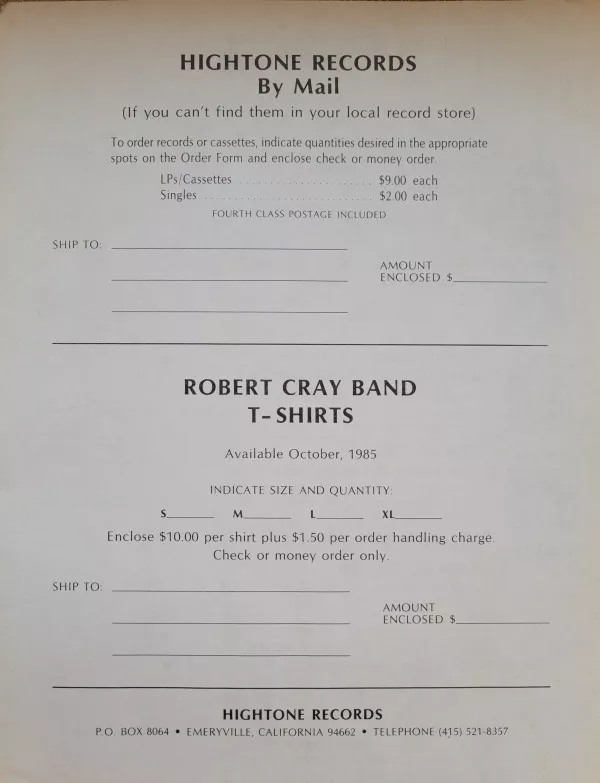 HIGHTONE RECORDS
By Mail
(If you can't find them in your local record store)
To order records or cassettes, indicate quantities desired in the appropriate
spots on the Order Form and enclose check or money order.
LPs/Cassettes ...................... $9.00 each
Singles ............................ $2.00 each
FOURTH CLASS POSTAGE INCLUDED
SHIP TO:
AMOUNT
ENCLOSED $
ROBERT CRAY BAND
T-SHIRTS
Available October, 1985
INDICATE SIZE AND QUANTITY:
S______ M______ L______ XL______
Enclose $10.00 per shirt plus $1.50 per order handling charge.
Check or money order only.
SHIP TO:
AMOUNT
ENCLOSED $
HIGHTONE RECORDS
P.O. BOX 8064 • EMERYVILLE, CALIFORNIA 94662 • TELEPHONE (415) 521-8357